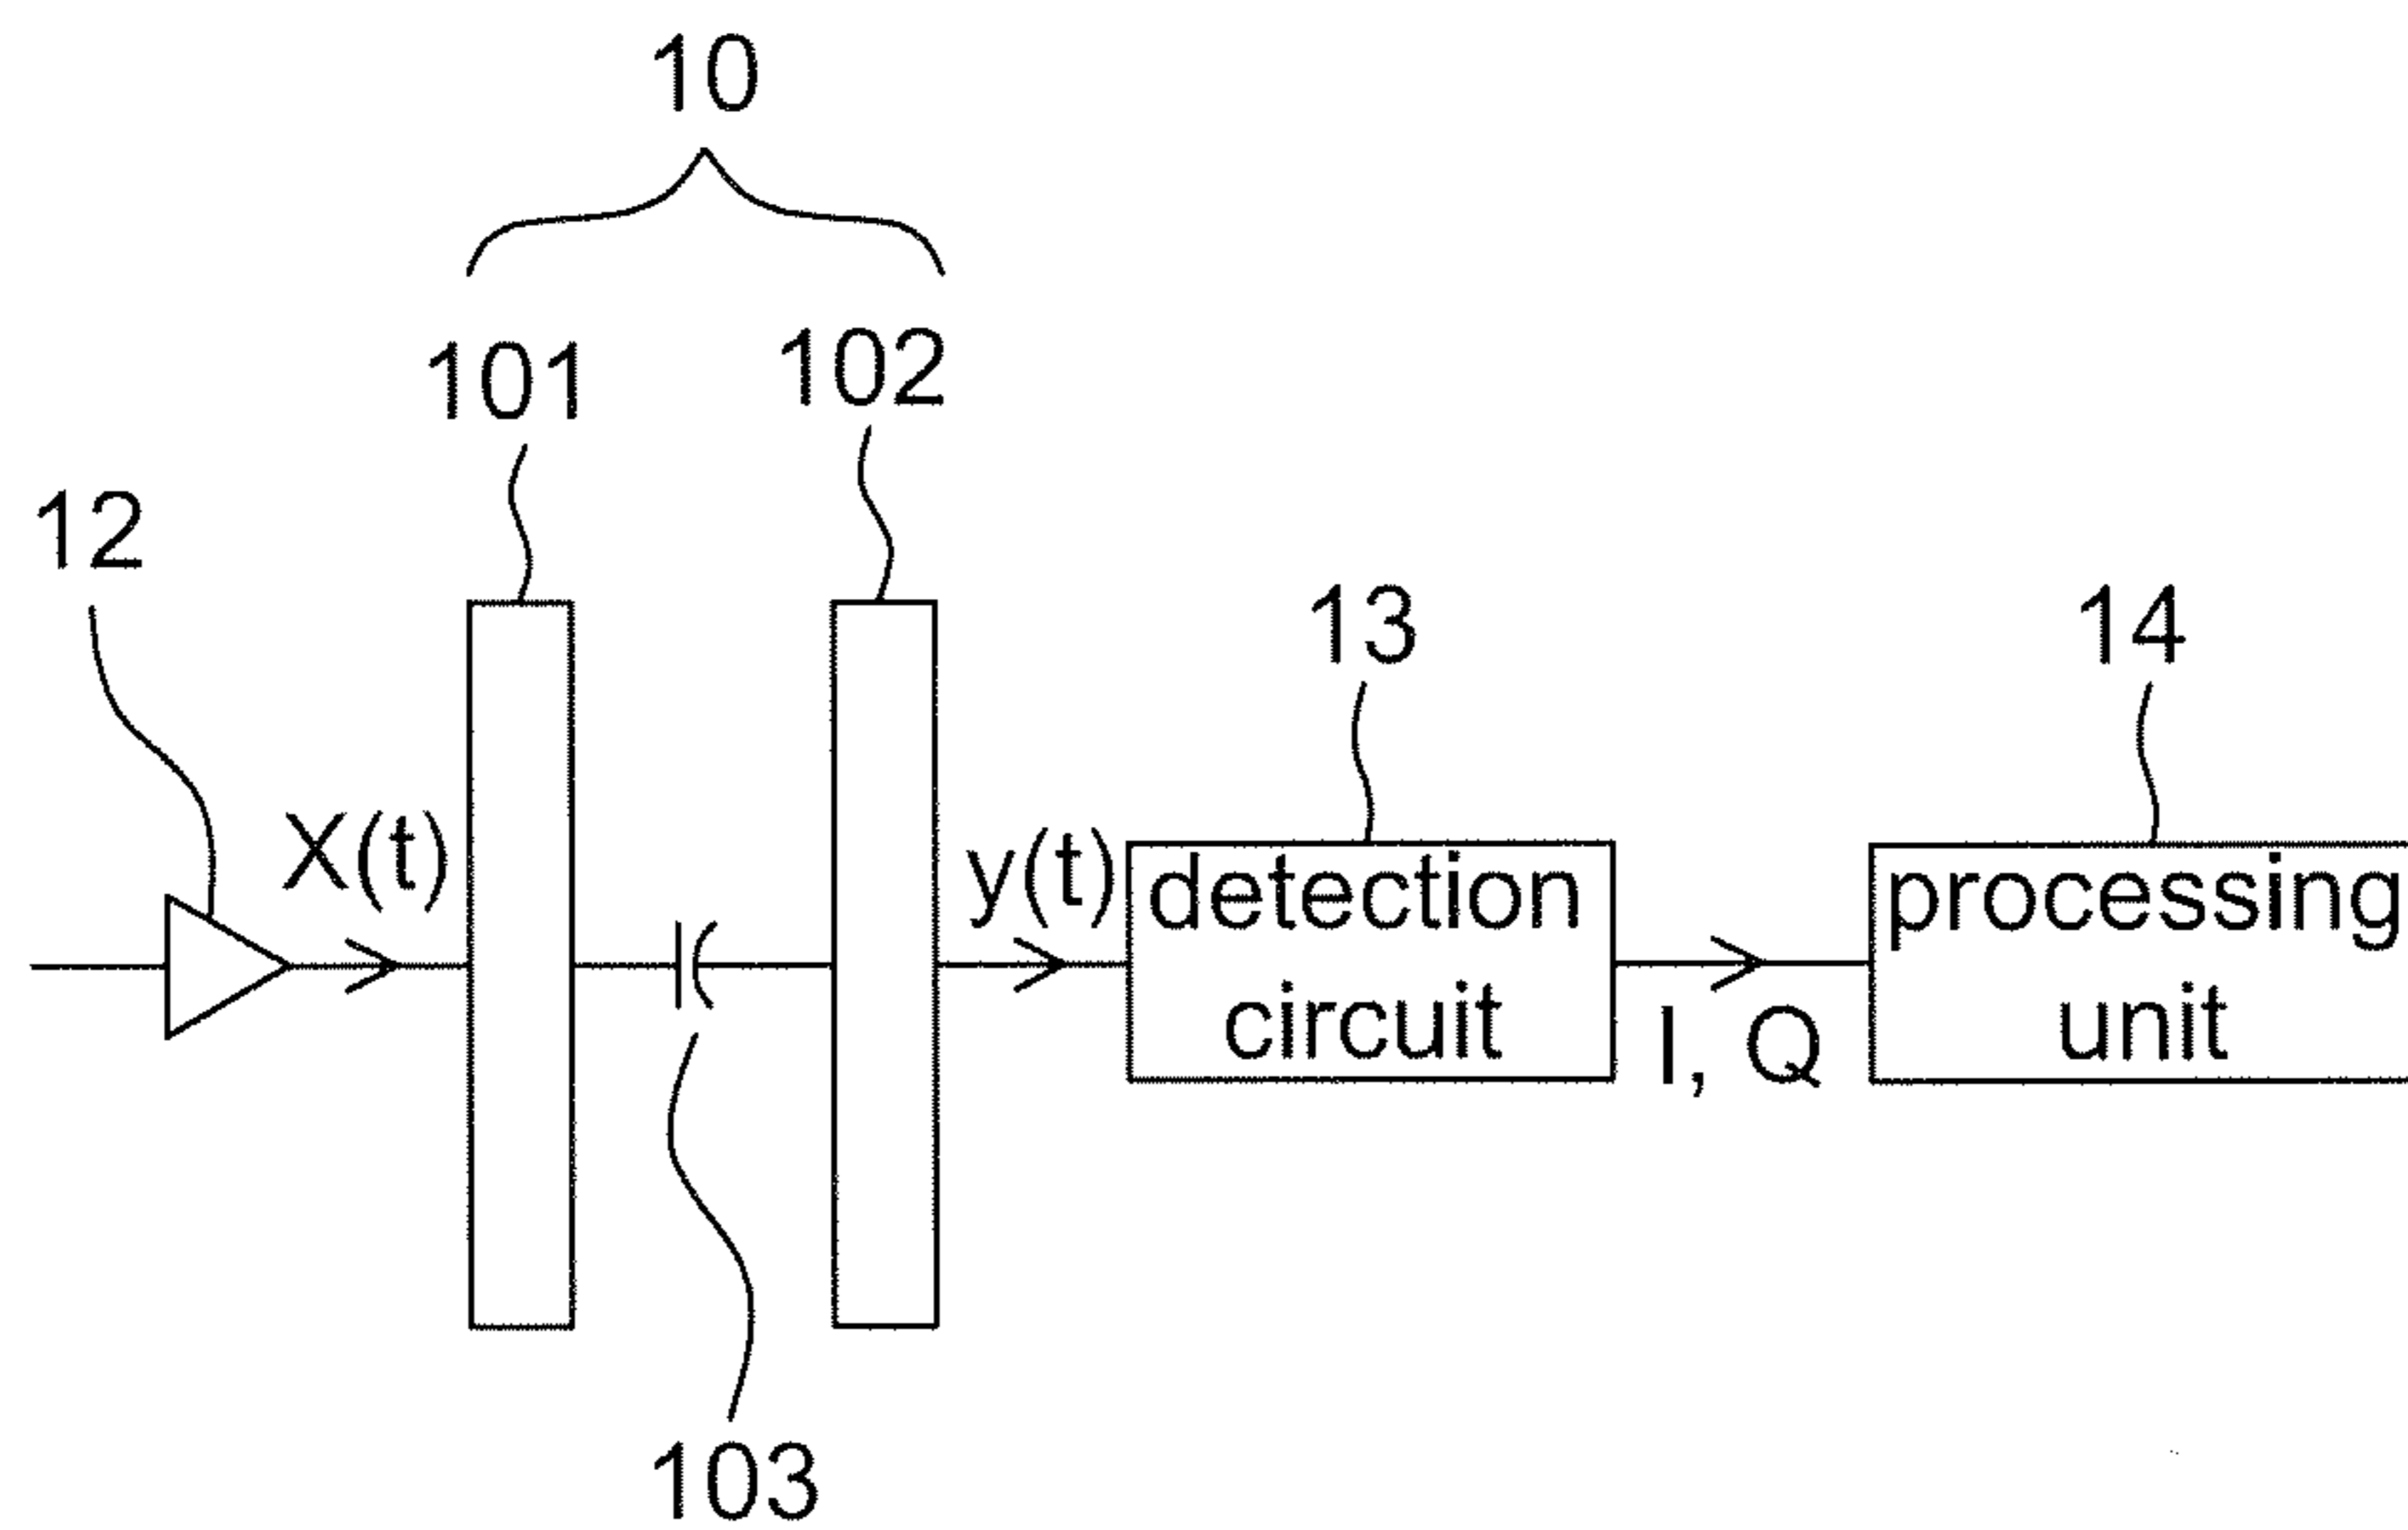 10
101
102
12
13
14
X(t)
y(t)
detection
circuit
I, Q
processing
unit
103